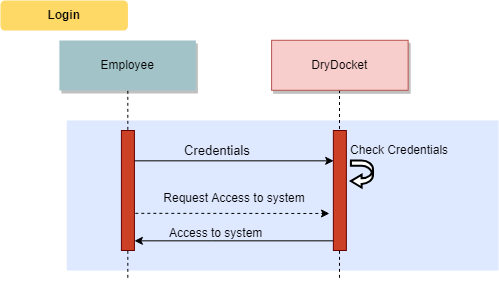 Login
Employee
DryDocket
Credentials
Check Credentials
Request Access to system
Access to system